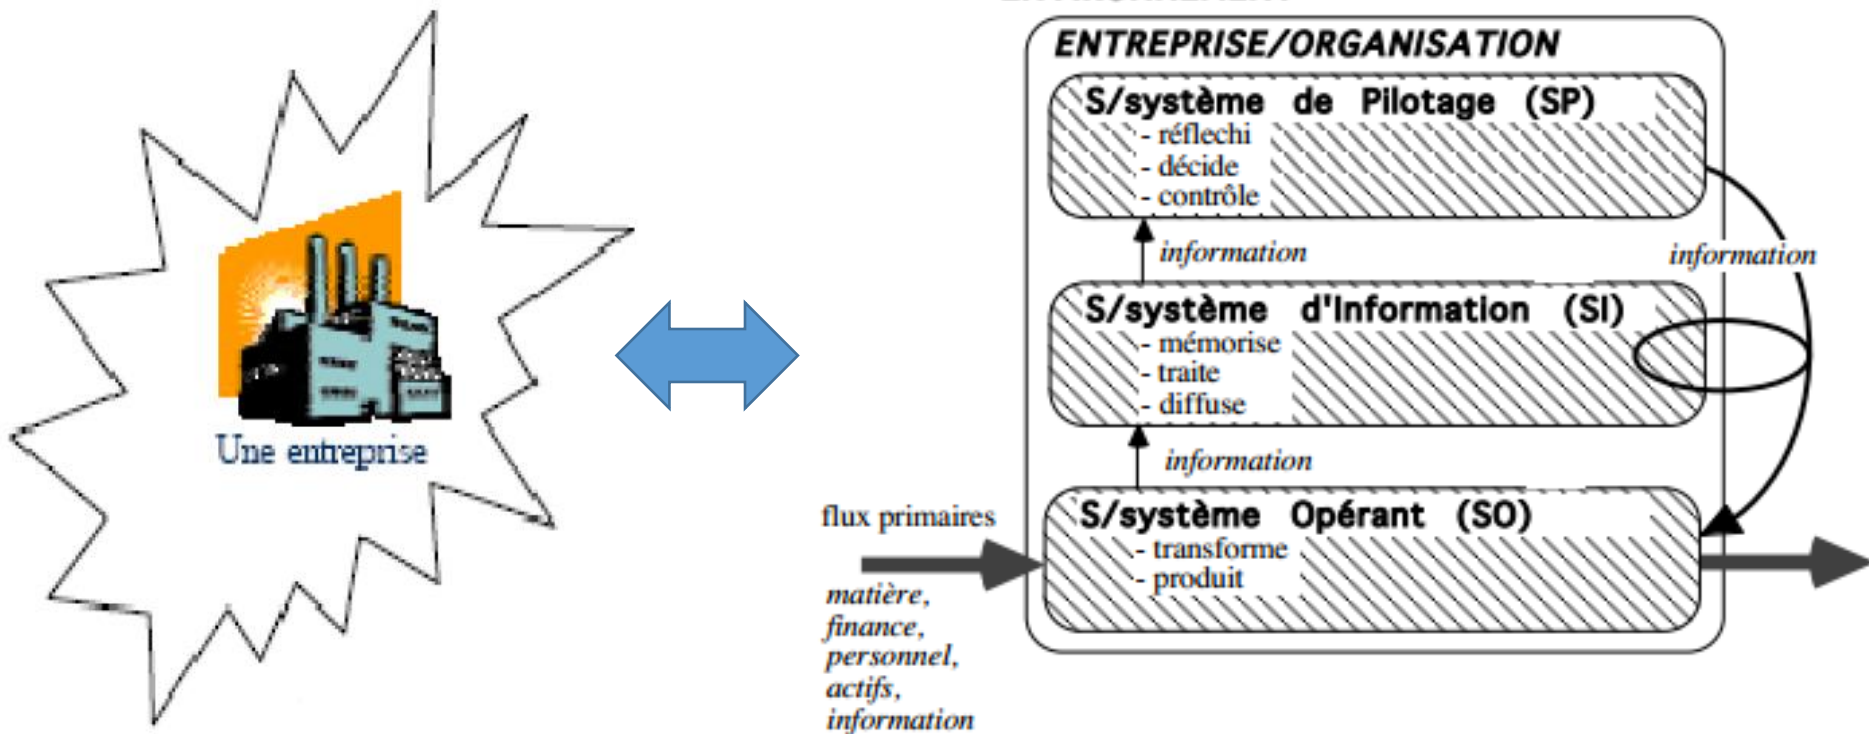 Une entreprise
ENTREPRISE/ORGANISATION
S/système de Pilotage (SP)
- réflechi
- décide
- contrôle
information
information
S/système d'Information (SI)
- mémorise
- traite
- diffuse
information
flux primaires
S/système Opérant (SO)
- transforme
- produit
matière,
finance,
personnel,
actifs,
information